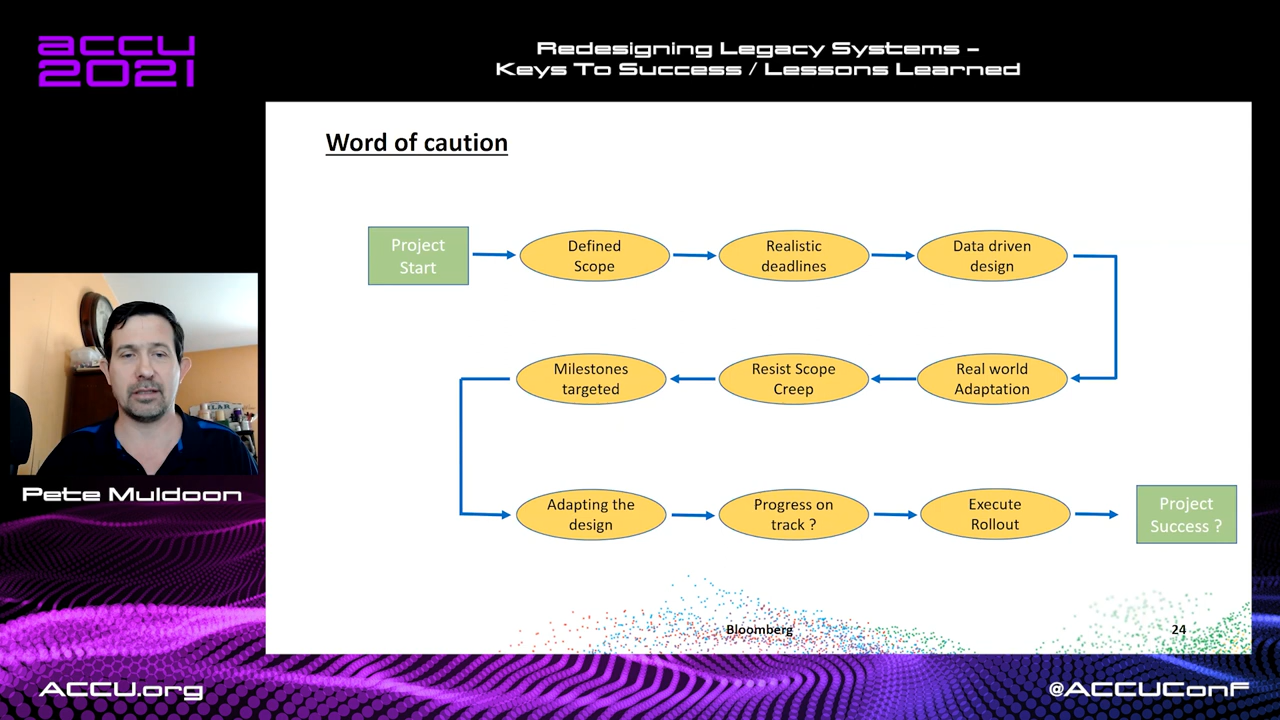 accu
2021
Redesigning Legacy Systems –
Keys To Success / Lessons Learned
Word of caution
Project
Start
Defined
Scope
Realistic
deadlines
Data driven
design
Real world
Adaptation
Resist Scope
Creep
Milestones
targeted
Adapting the
design
Progress on
track ?
Execute
Rollout
Project
Success ?
Pete Muldoon
Bloomberg
24
ACCU.org
@ACCUConf